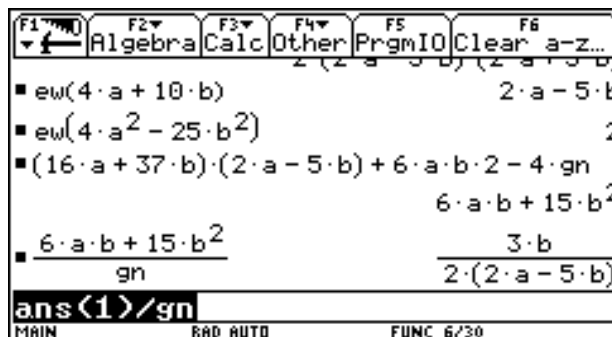 F1 F2 F3 F4 F5 F6
Algebra Calc Other PrgmIO Clear a-z…
▪ ew(4·a + 10·b) 2·a − 5·b
▪ ew(4·a² − 25·b²) 2
▪ (16·a + 37·b)·(2·a − 5·b) + 6·a·b·2 − 4·gn
6·a·b + 15·b²
▪ 6·a·b + 15·b² 3·b
gn 2·(2·a − 5·b)
ans(1)/gn
MAIN RAD AUTO FUNC 6/30